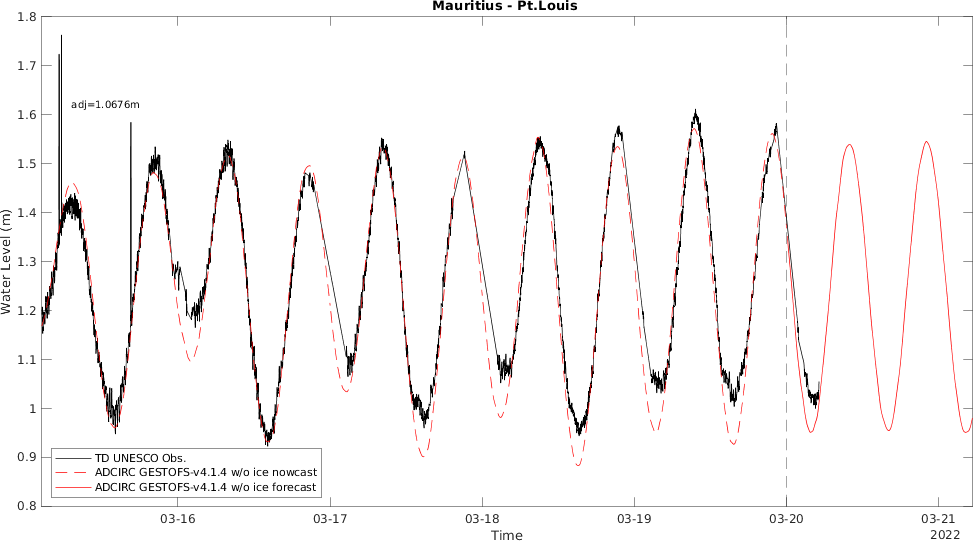 Mauritius - Pt.Louis
1.8
1.7
1.6
1.5
1.4
1.3
1.2
1.1
1
0.9
0.8
Water Level (m)
adj=1.0676m
TD UNESCO Obs.
ADCIRC GESTOFS-v4.1.4 w/o ice nowcast
ADCIRC GESTOFS-v4.1.4 w/o ice forecast
03-16 03-17 03-18 03-19 03-20 03-21
Time
2022